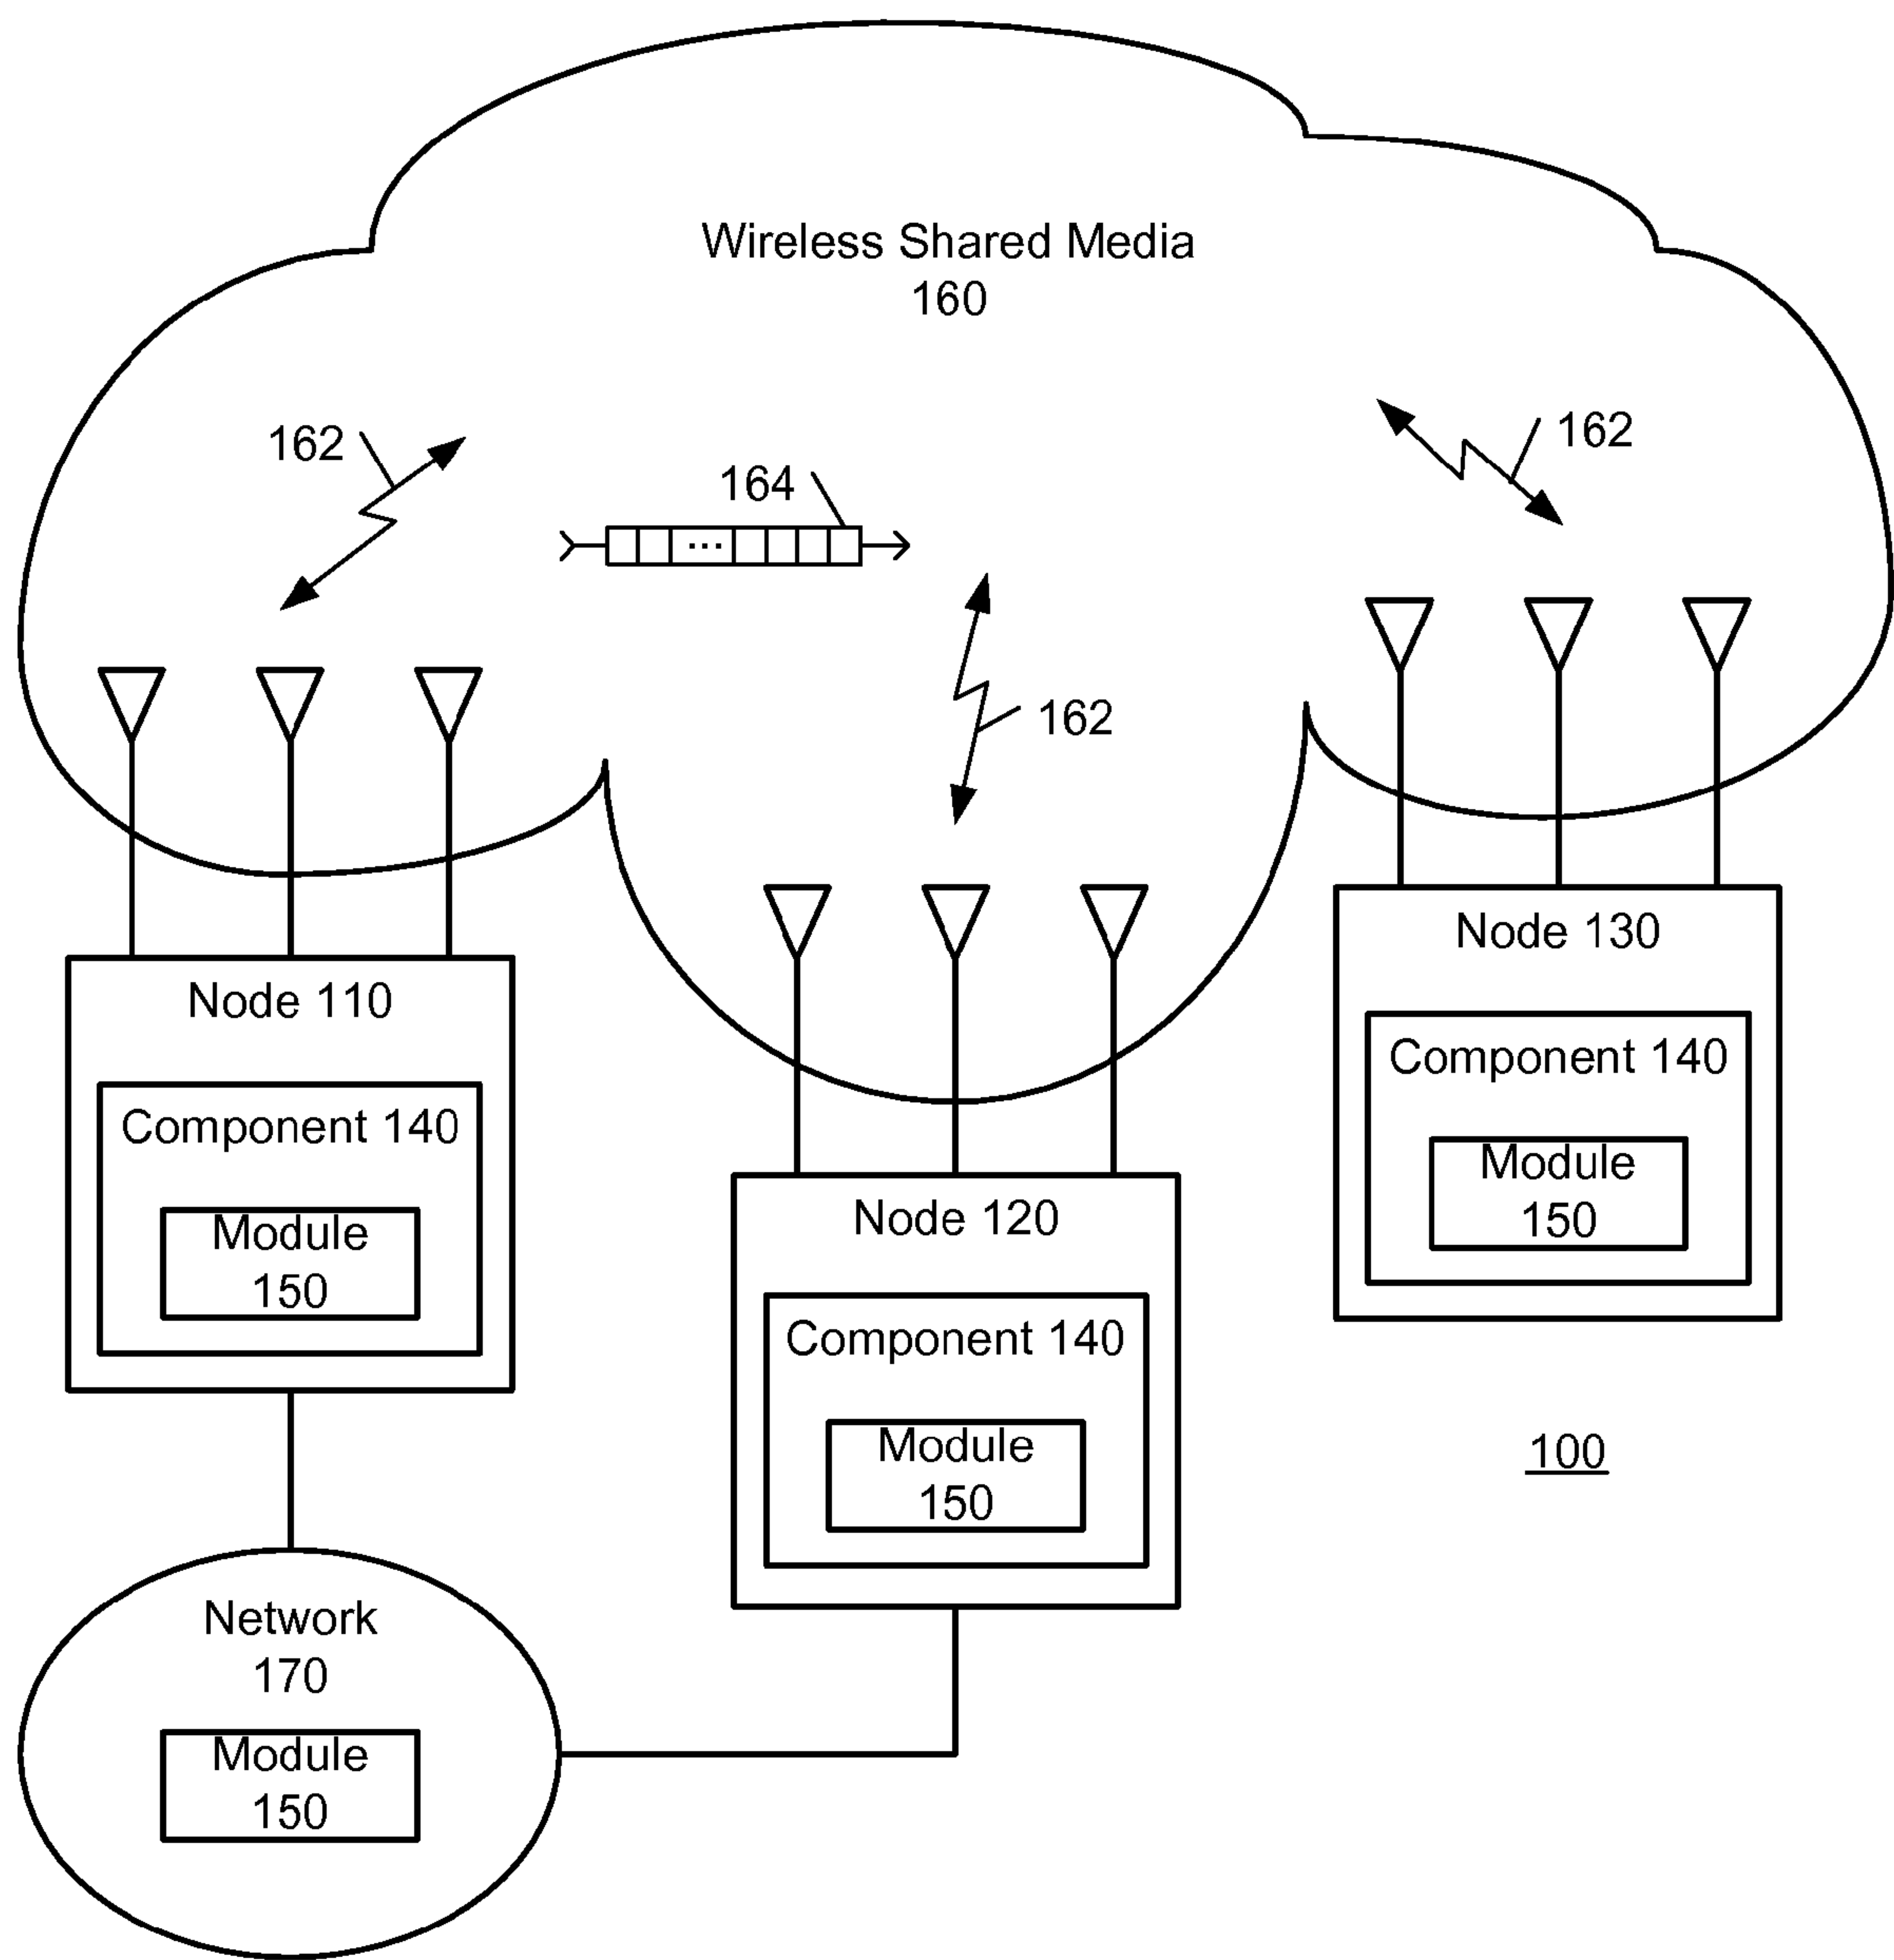 Wireless Shared Media
160
162
164
162
162
Node 110
Component 140
Module
150
Node 120
Component 140
Module
150
Node 130
Component 140
Module
150
100
Network
170
Module
150